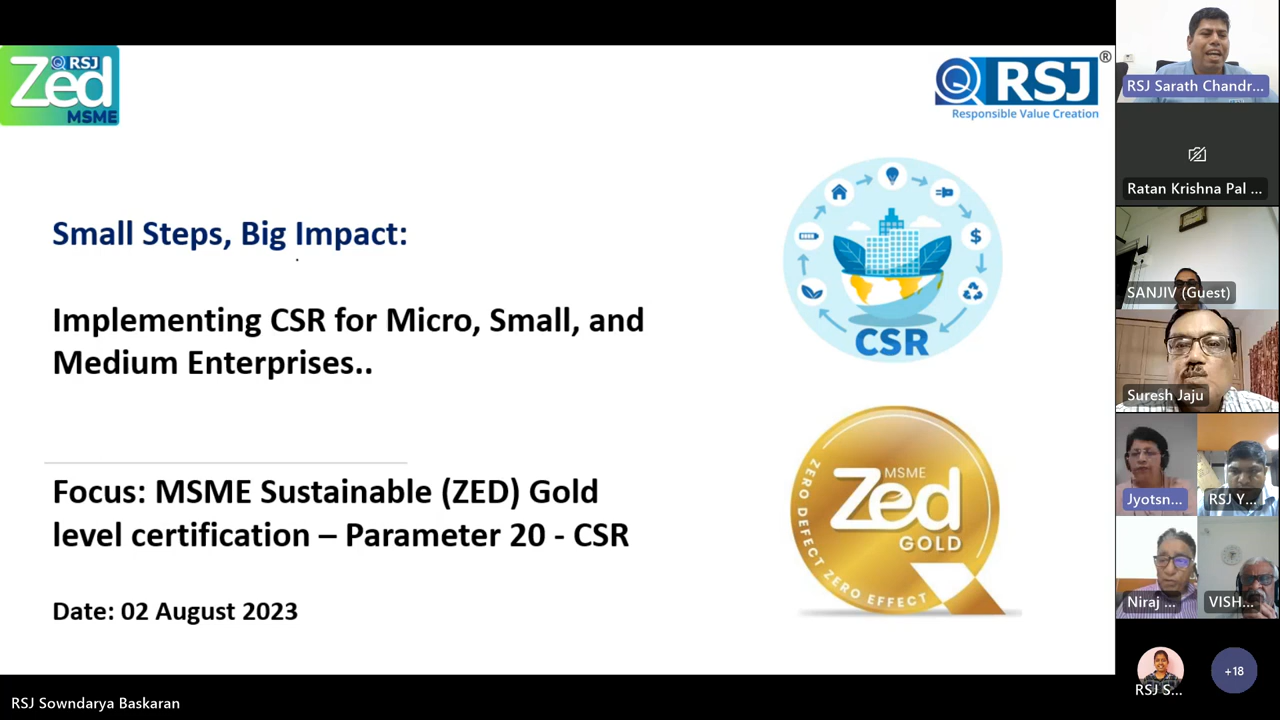 RSJ
Zed
MSME
RSJ®
Responsible Value Creation
Small Steps, Big Impact:
Implementing CSR for Micro, Small, and
Medium Enterprises..
Focus: MSME Sustainable (ZED) Gold
level certification – Parameter 20 - CSR
Date: 02 August 2023
$
CSR
MSME
Zed
GOLD
ZERO DEFECT ZERO EFFECT
RSJ Sarath Chandr...
Ratan Krishna Pal ...
SANJIV (Guest)
Suresh Jaju
Jyotsn...
RSJ Y...
Niraj ...
VISH...
RSJ S...
+18
RSJ Sowndarya Baskaran